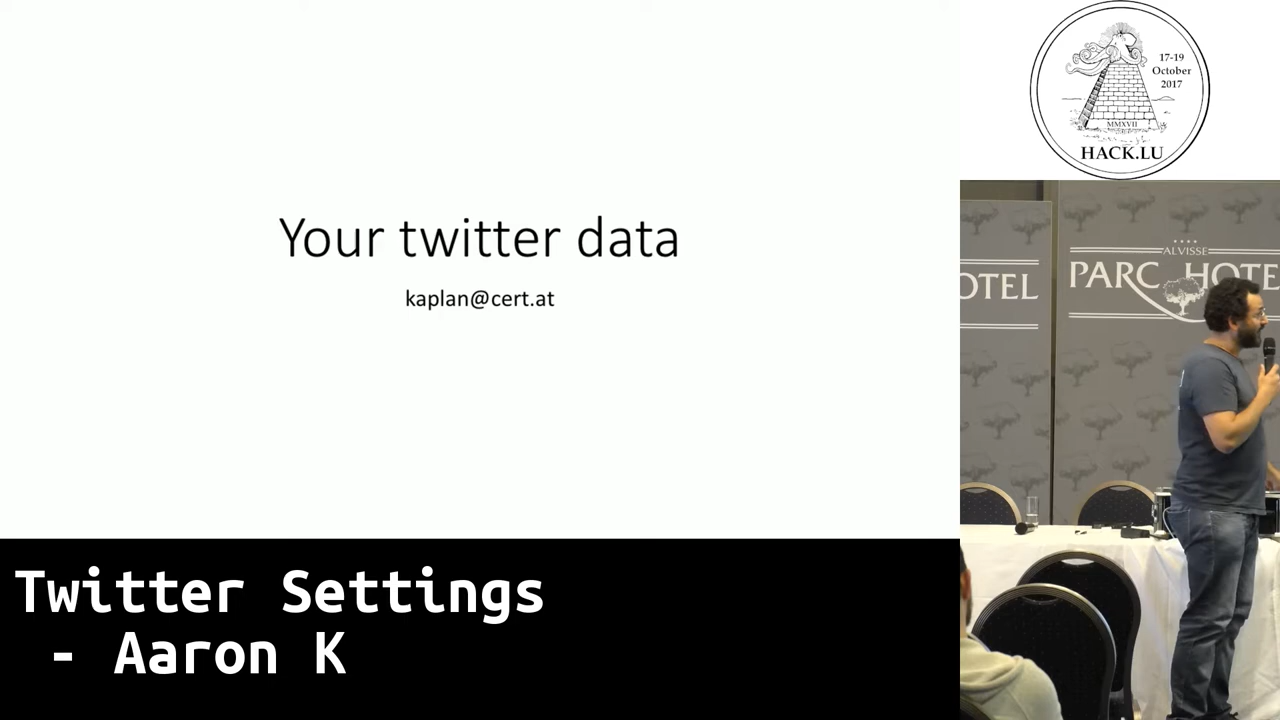 Your twitter data
kaplan@cert.at
17-19
October
2017
MMXVII
HACK.LU
OTEL
ALVISSE
PARC HOTE
Twitter Settings
- Aaron K